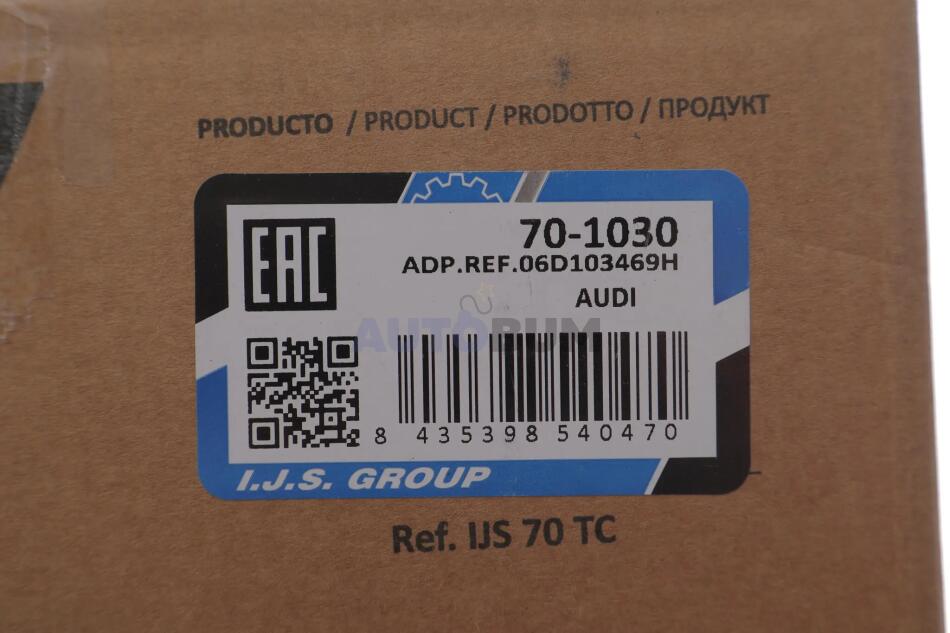 PRODUCTO / PRODUCT / PRODOTTO / ПРОДУКТ
EAC
70-1030
ADP.REF.06D103469H
AUDI
AUTOBUM
8 435398 540470
I.J.S. GROUP
Ref. IJS 70 TC